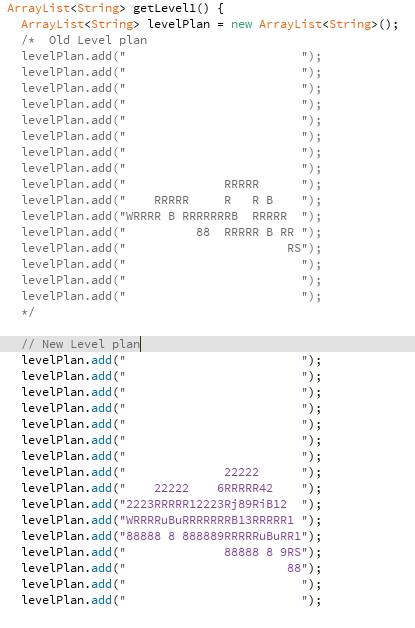 ArrayList<String> getLevel1() {
  ArrayList<String> levelPlan = new ArrayList<String>();
  /*  Old Level plan
  levelPlan.add("                         ");
  levelPlan.add("                         ");
  levelPlan.add("                         ");
  levelPlan.add("                         ");
  levelPlan.add("                         ");
  levelPlan.add("                         ");
  levelPlan.add("                         ");
  levelPlan.add("                         ");
  levelPlan.add("              RRRRR      ");
  levelPlan.add("    RRRRR     R   R B    ");
  levelPlan.add("WRRRR B RRRRRRRB  RRRRR  ");
  levelPlan.add("          88  RRRRR B RR ");
  levelPlan.add("                       RS");
  levelPlan.add("                         ");
  levelPlan.add("                         ");
  levelPlan.add("                         ");
  */

  // New Level plan
  levelPlan.add("                         ");
  levelPlan.add("                         ");
  levelPlan.add("                         ");
  levelPlan.add("                         ");
  levelPlan.add("                         ");
  levelPlan.add("                         ");
  levelPlan.add("                         ");
  levelPlan.add("              22222      ");
  levelPlan.add("    22222    6RRRRR42    ");
  levelPlan.add("2223RRRRR12223Rj89RiB12  ");
  levelPlan.add("WRRRRuBuRRRRRRRB13RRRRR1 ");
  levelPlan.add("88888 8 888889RRRRRuBuRR1");
  levelPlan.add("              88888 8 9RS");
  levelPlan.add("                       88");
  levelPlan.add("                         ");
  levelPlan.add("                         ");